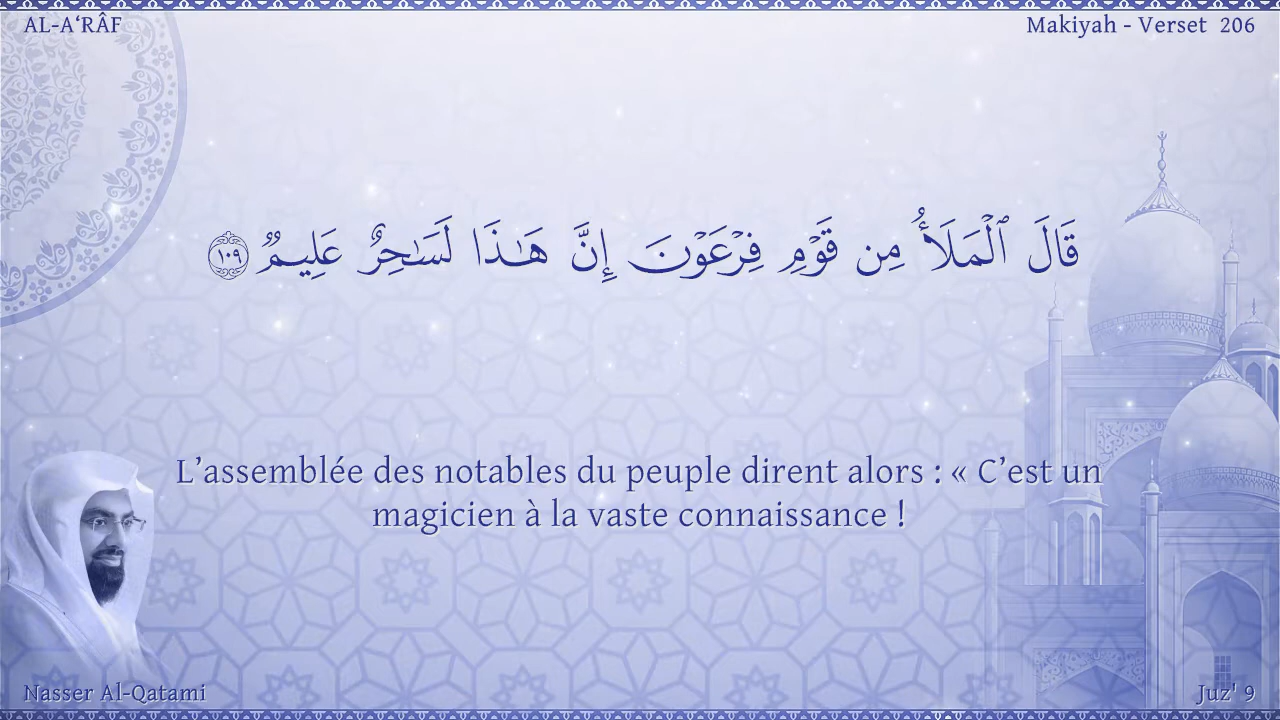 AL-A‘RÂF
Makiyah - Verset 206
قَالَ ٱلْمَلَأُ مِن قَوْمِ فِرْعَوْنَ إِنَّ هَـٰذَا لَسَـٰحِرٌ عَلِيمٌ ١٠٩
L’assemblée des notables du peuple dirent alors : « C’est un
magicien à la vaste connaissance !
Nasser Al-Qatami
Juz' 9